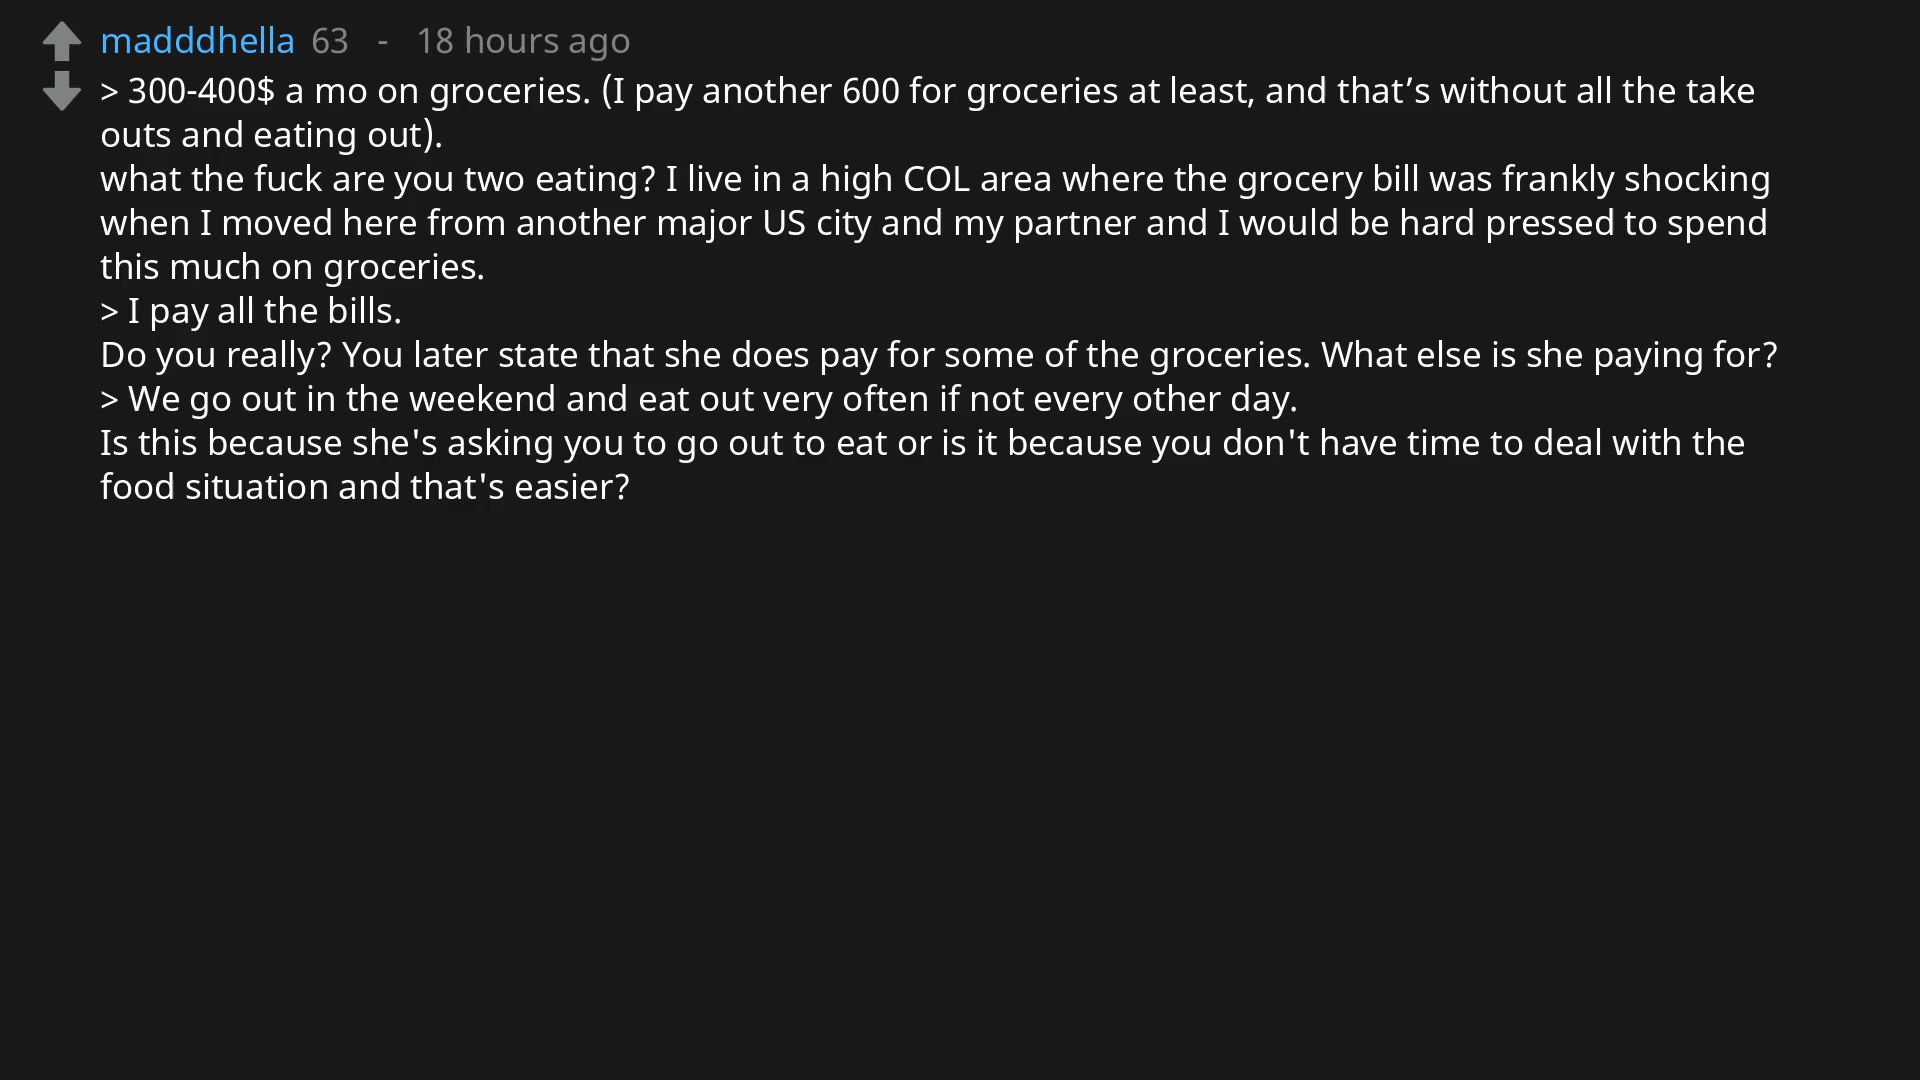 madddhella 63 - 18 hours ago
> 300-400$ a mo on groceries. (I pay another 600 for groceries at least, and that’s without all the take
outs and eating out).
what the fuck are you two eating? I live in a high COL area where the grocery bill was frankly shocking
when I moved here from another major US city and my partner and I would be hard pressed to spend
this much on groceries.
> I pay all the bills.
Do you really? You later state that she does pay for some of the groceries. What else is she paying for?
> We go out in the weekend and eat out very often if not every other day.
Is this because she's asking you to go out to eat or is it because you don't have time to deal with the
food situation and that's easier?